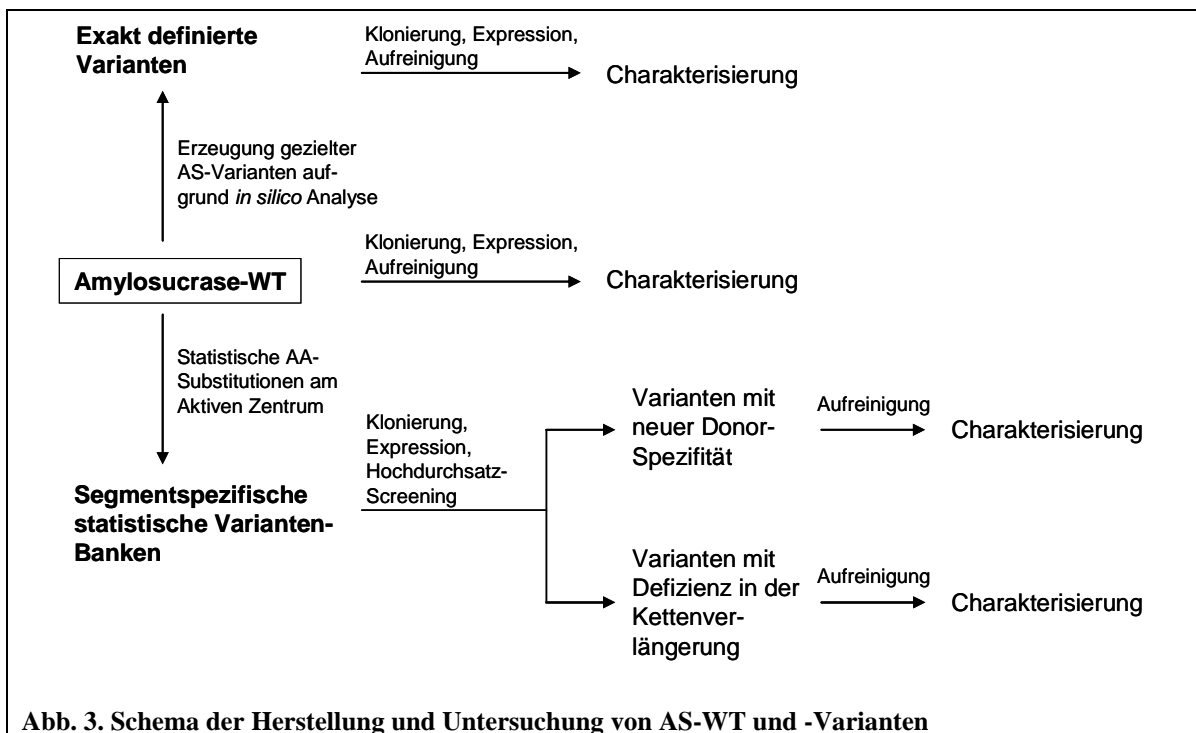 Exakt definierte
Varianten
Klonierung, Expression,
Aufreinigung
Charakterisierung
Erzeugung gezielter
AS-Varianten auf-
grund in silico Analyse
Amylosucrase-WT
Klonierung, Expression,
Aufreinigung
Charakterisierung
Statistische AA-
Substitutionen am
Aktiven Zentrum
Segmentspezifische
statistische Varianten-
Banken
Klonierung,
Expression,
Hochdurchsatz-
Screening
Varianten mit
neuer Donor-
Spezifität
Aufreinigung
Charakterisierung
Varianten mit
Defizienz in der
Kettenver-
längerung
Aufreinigung
Charakterisierung
Abb. 3. Schema der Herstellung und Untersuchung von AS-WT und -Varianten